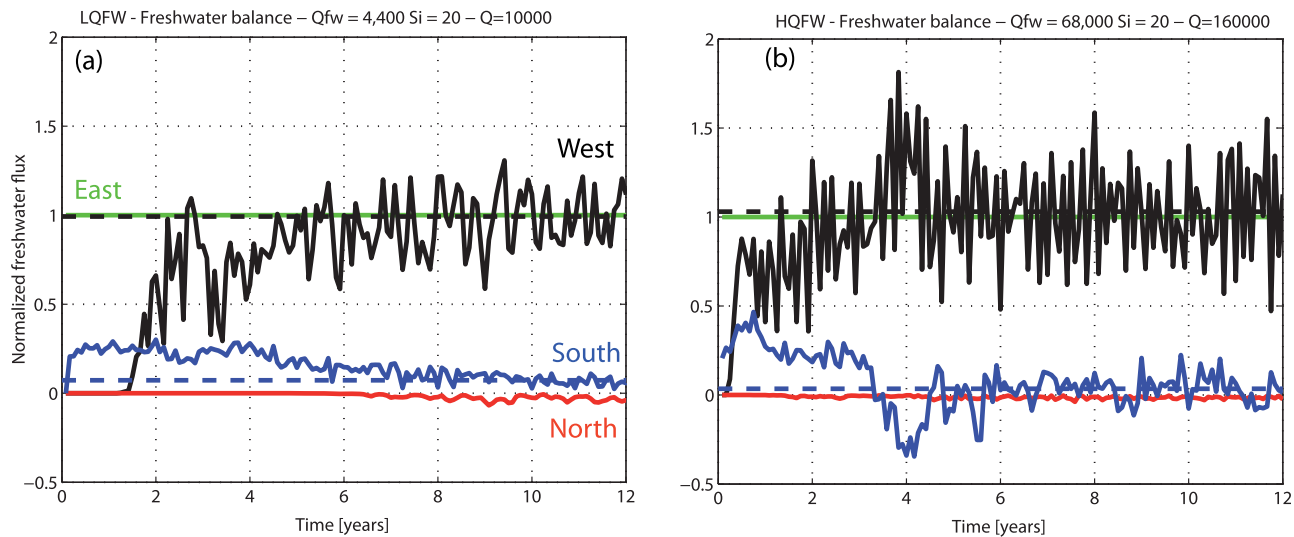 LQFW - Freshwater balance – Qfw = 4,400 Si = 20 – Q=10000
(a)
2
1.5
1
0.5
0
−0.5
Normalized freshwater flux
East
West
South
North
0 2 4 6 8 10 12
Time [years]
HQFW - Freshwater balance – Qfw = 68,000 Si = 20 – Q=160000
(b)
2
1.5
1
0.5
0
−0.5
0 2 4 6 8 10 12
Time [years]